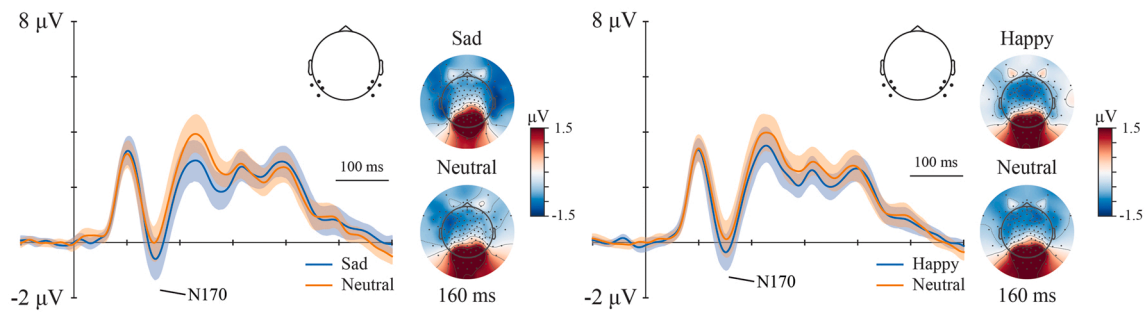 8 μV
Sad
μV
1.5
-1.5
Neutral
100 ms
Sad
Neutral
N170
-2 μV
160 ms
8 μV
Happy
μV
1.5
-1.5
Neutral
100 ms
Happy
Neutral
N170
-2 μV
160 ms